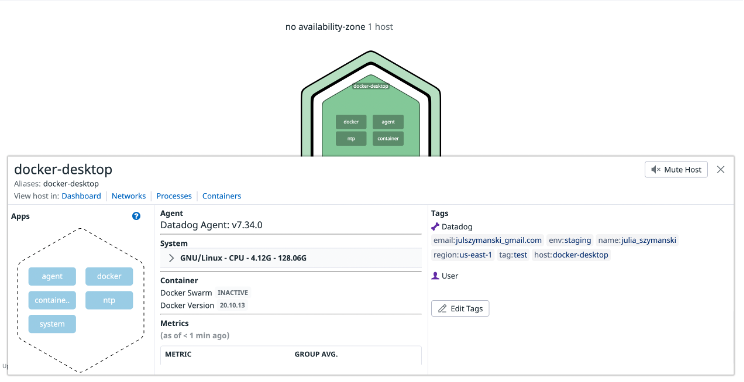 no availability-zone 1 host
docker-desktop
docker agent
ntp container
docker-desktop
Mute Host
Aliases: docker-desktop
View host in: Dashboard Networks Processes Containers
Apps
agent docker
containe.. ntp
system
Agent
Datadog Agent: v7.34.0
System
GNU/Linux - CPU - 4.12G - 128.06G
Container
Docker Swarm INACTIVE
Docker Version 20.10.13
Metrics
(as of < 1 min ago)
METRIC GROUP AVG.
Tags
Datadog
email:julszymanski_gmail.com env:staging name:julia_szymanski
region:us-east-1 tag:test host:docker-desktop
User
Edit Tags